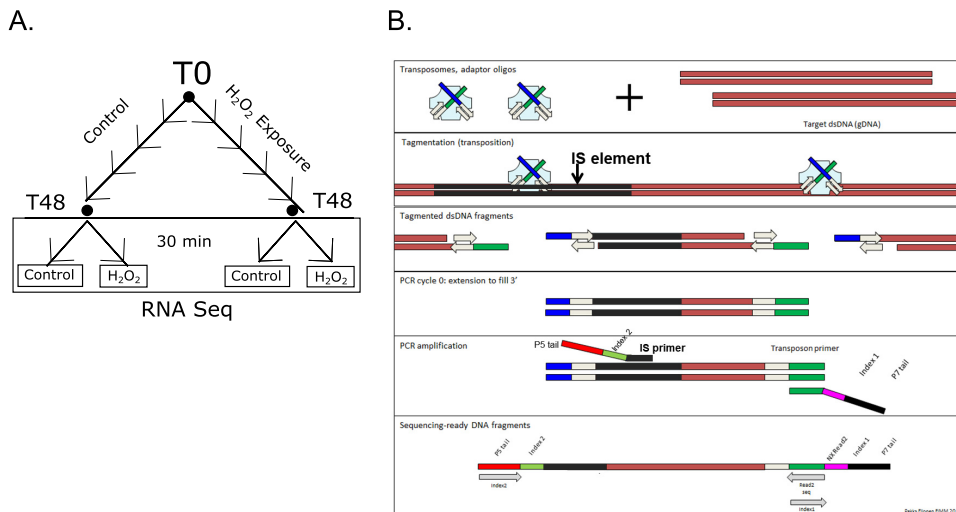 A.
T0
Control
H₂O₂ Exposure
T48
T48
30 min
Control
H₂O₂
Control
H₂O₂
RNA Seq
B.
Transposomes, adaptor oligos
+
Target dsDNA (gDNA)
Tagmentation (transposition)
IS element
Tagmented dsDNA fragments
PCR cycle 0: extension to fill 3'
PCR amplification
P5 tail
Index 2
IS primer
Transposon primer
Index 1
P7 tail
Sequencing-ready DNA fragments
P5 tail
Index 2
NX Read2
Index 1
P7 tail
Index2
Read2
seq
Index1